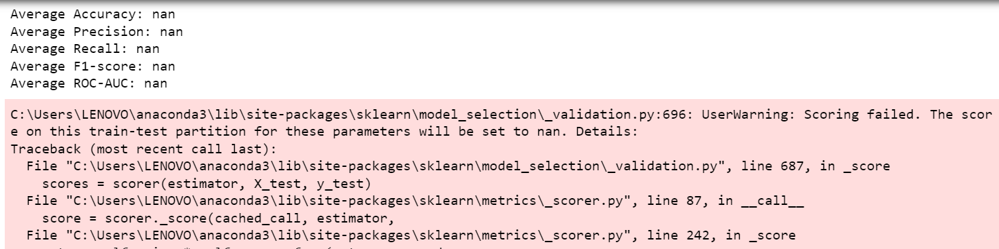 Average Accuracy: nan
Average Precision: nan
Average Recall: nan
Average F1-score: nan
Average ROC-AUC: nan
C:\Users\LENOVO\anaconda3\lib\site-packages\sklearn\model_selection\_validation.py:696: UserWarning: Scoring failed. The scor
e on this train-test partition for these parameters will be set to nan. Details:
Traceback (most recent call last):
  File "C:\Users\LENOVO\anaconda3\lib\site-packages\sklearn\model_selection\_validation.py", line 687, in _score
    scores = scorer(estimator, X_test, y_test)
  File "C:\Users\LENOVO\anaconda3\lib\site-packages\sklearn\metrics\_scorer.py", line 87, in __call__
    score = scorer._score(cached_call, estimator,
  File "C:\Users\LENOVO\anaconda3\lib\site-packages\sklearn\metrics\_scorer.py", line 242, in _score